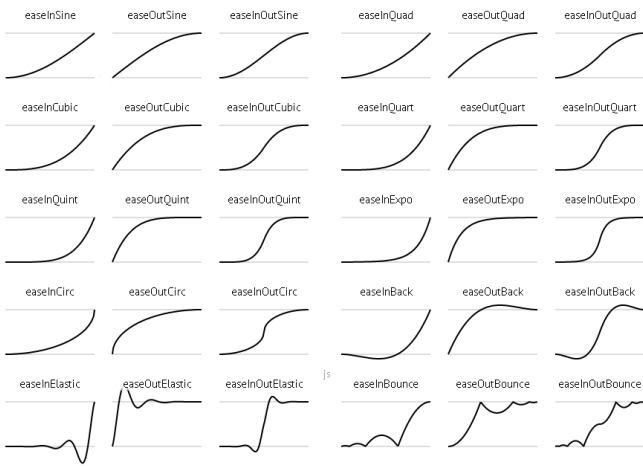 easeInSine easeOutSine easeInOutSine easeInQuad easeOutQuad easeInOutQuad
easeInCubic easeOutCubic easeInOutCubic easeInQuart easeOutQuart easeInOutQuart
easeInQuint easeOutQuint easeInOutQuint easeInExpo easeOutExpo easeInOutExpo
easeInCirc easeOutCirc easeInOutCirc easeInBack easeOutBack easeInOutBack
js
easeInElastic easeOutElastic easeInOutElastic easeInBounce easeOutBounce easeInOutBounce